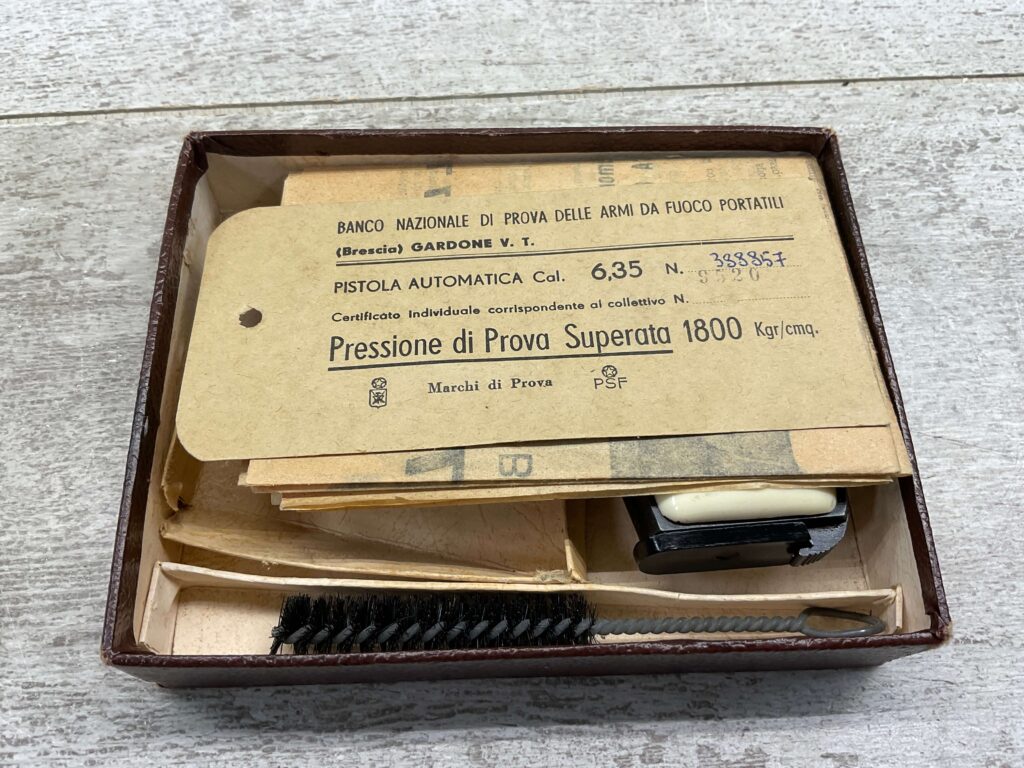 BANCO NAZIONALE DI PROVA DELLE ARMI DA FUOCO PORTATILI
(Brescia) GARDONE V. T.
PISTOLA AUTOMATICA Cal. 6,35 N. 388857
9520
Certificato Individuale corrispondente al collettivo N.
Pressione di Prova Superata 1800 Kgr/cmq.
Marchi di Prova PSF
B